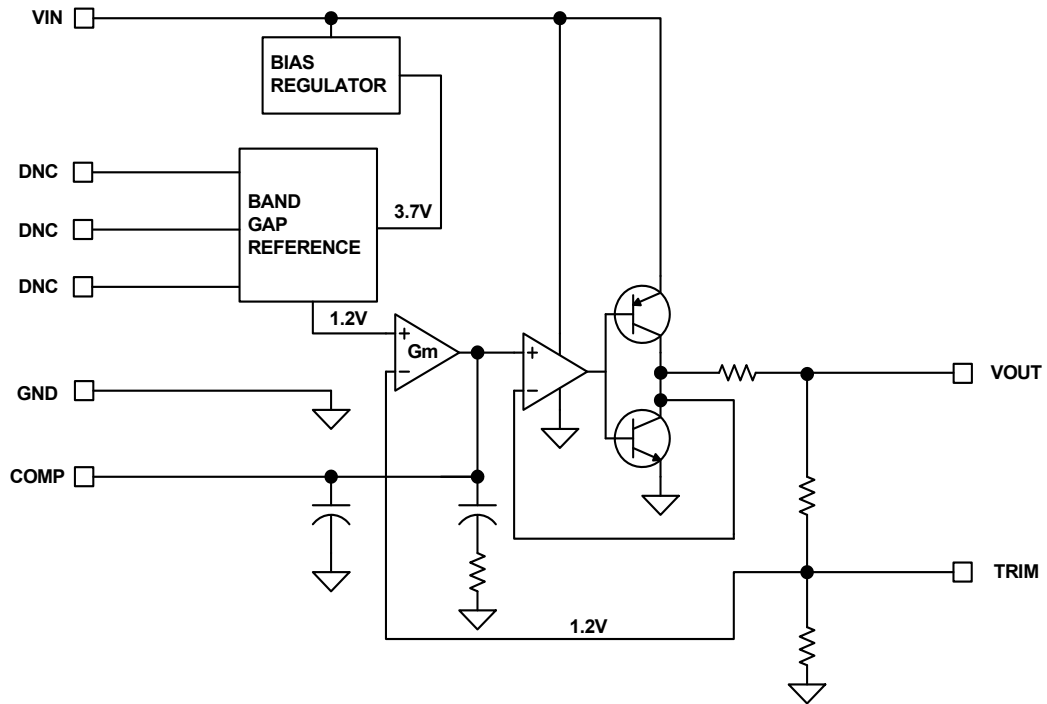 VIN
BIAS
REGULATOR
DNC
BAND
GAP
REFERENCE
3.7V
DNC
DNC
1.2V
+
Gm
−
+
−
VOUT
GND
COMP
TRIM
1.2V